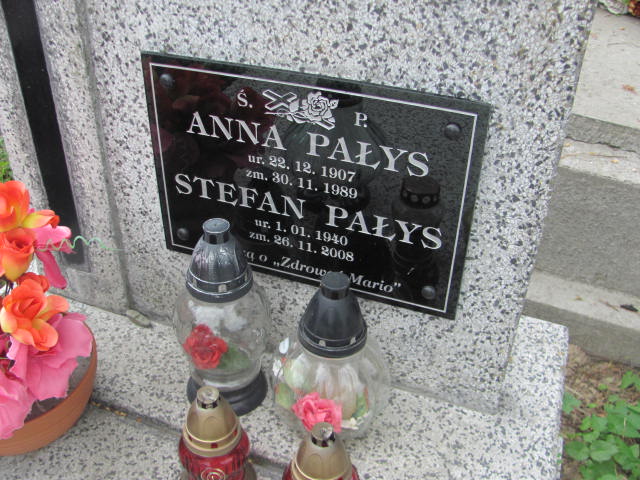 Ś. P.
ANNA PAŁYS
ur. 22. 12. 1907
zm. 30. 11. 1989
STEFAN PAŁYS
ur. 1. 01. 1940
zm. 26. 11. 2008
o „Zdrowaś Mario”